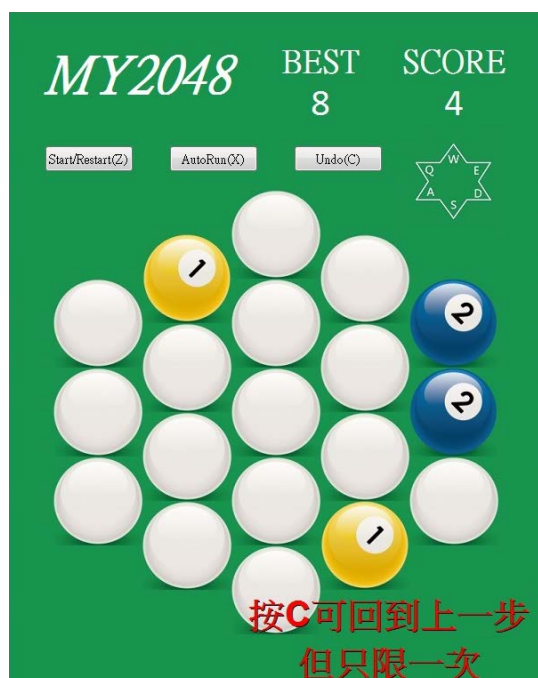 MY2048
BEST
SCORE
8
4
Start/Restart(Z)
AutoRun(X)
Undo(C)
W
Q
E
A
D
S
1
2
2
1
按C可回到上一步
但只限一次